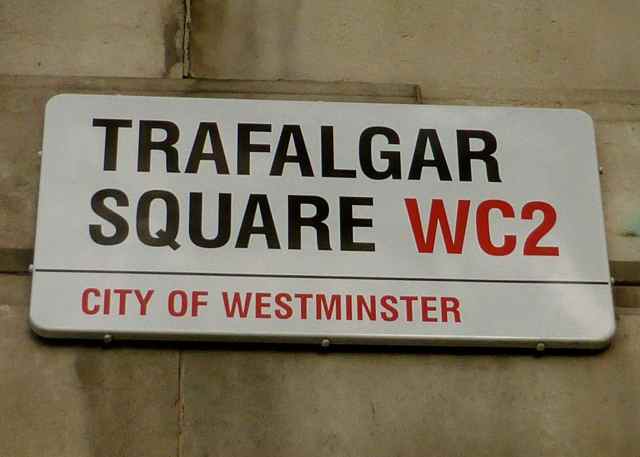 TRAFALGAR
SQUARE WC2
CITY OF WESTMINSTER